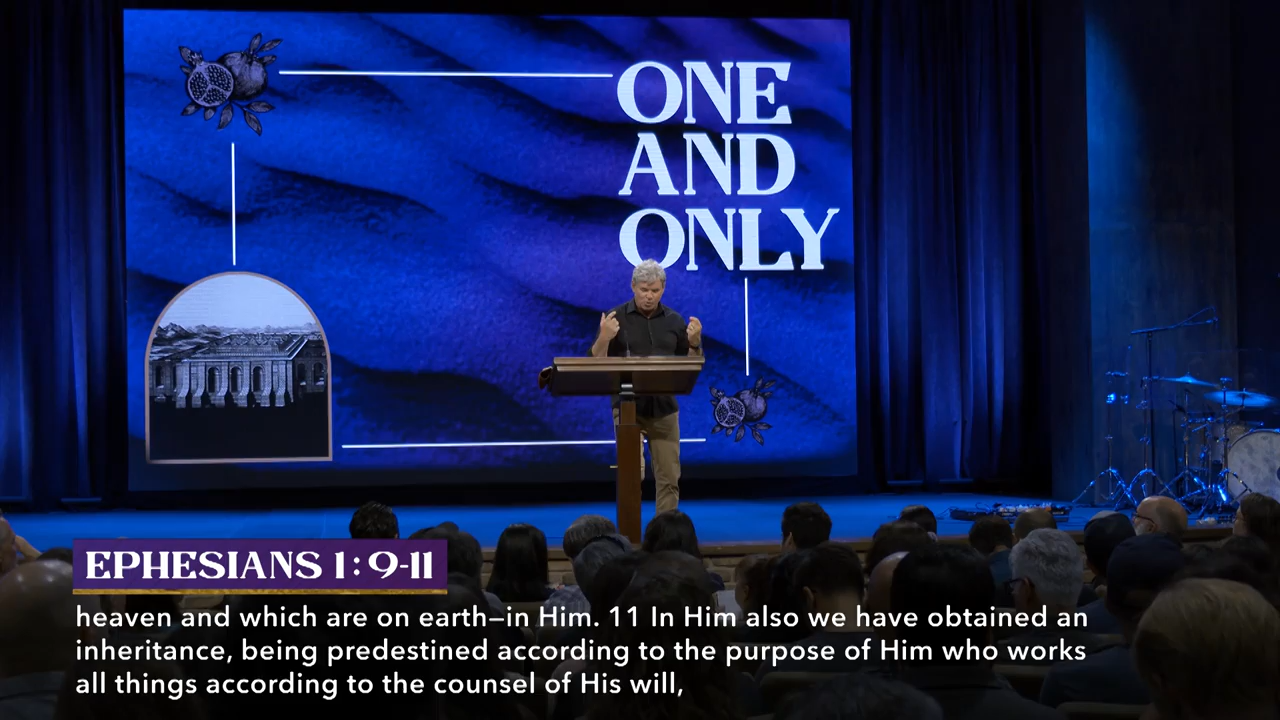 ONE
AND
ONLY
EPHESIANS 1:9-11
heaven and which are on earth—in Him. 11 In Him also we have obtained an
inheritance, being predestined according to the purpose of Him who works
all things according to the counsel of His will,